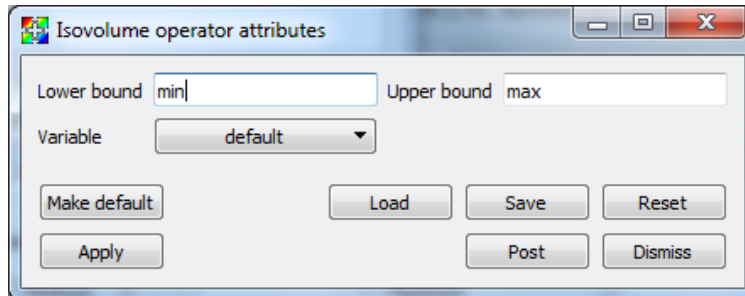 Isovolume operator attributes
Lower bound min Upper bound max
Variable default
Make default Load Save Reset
Apply Post Dismiss